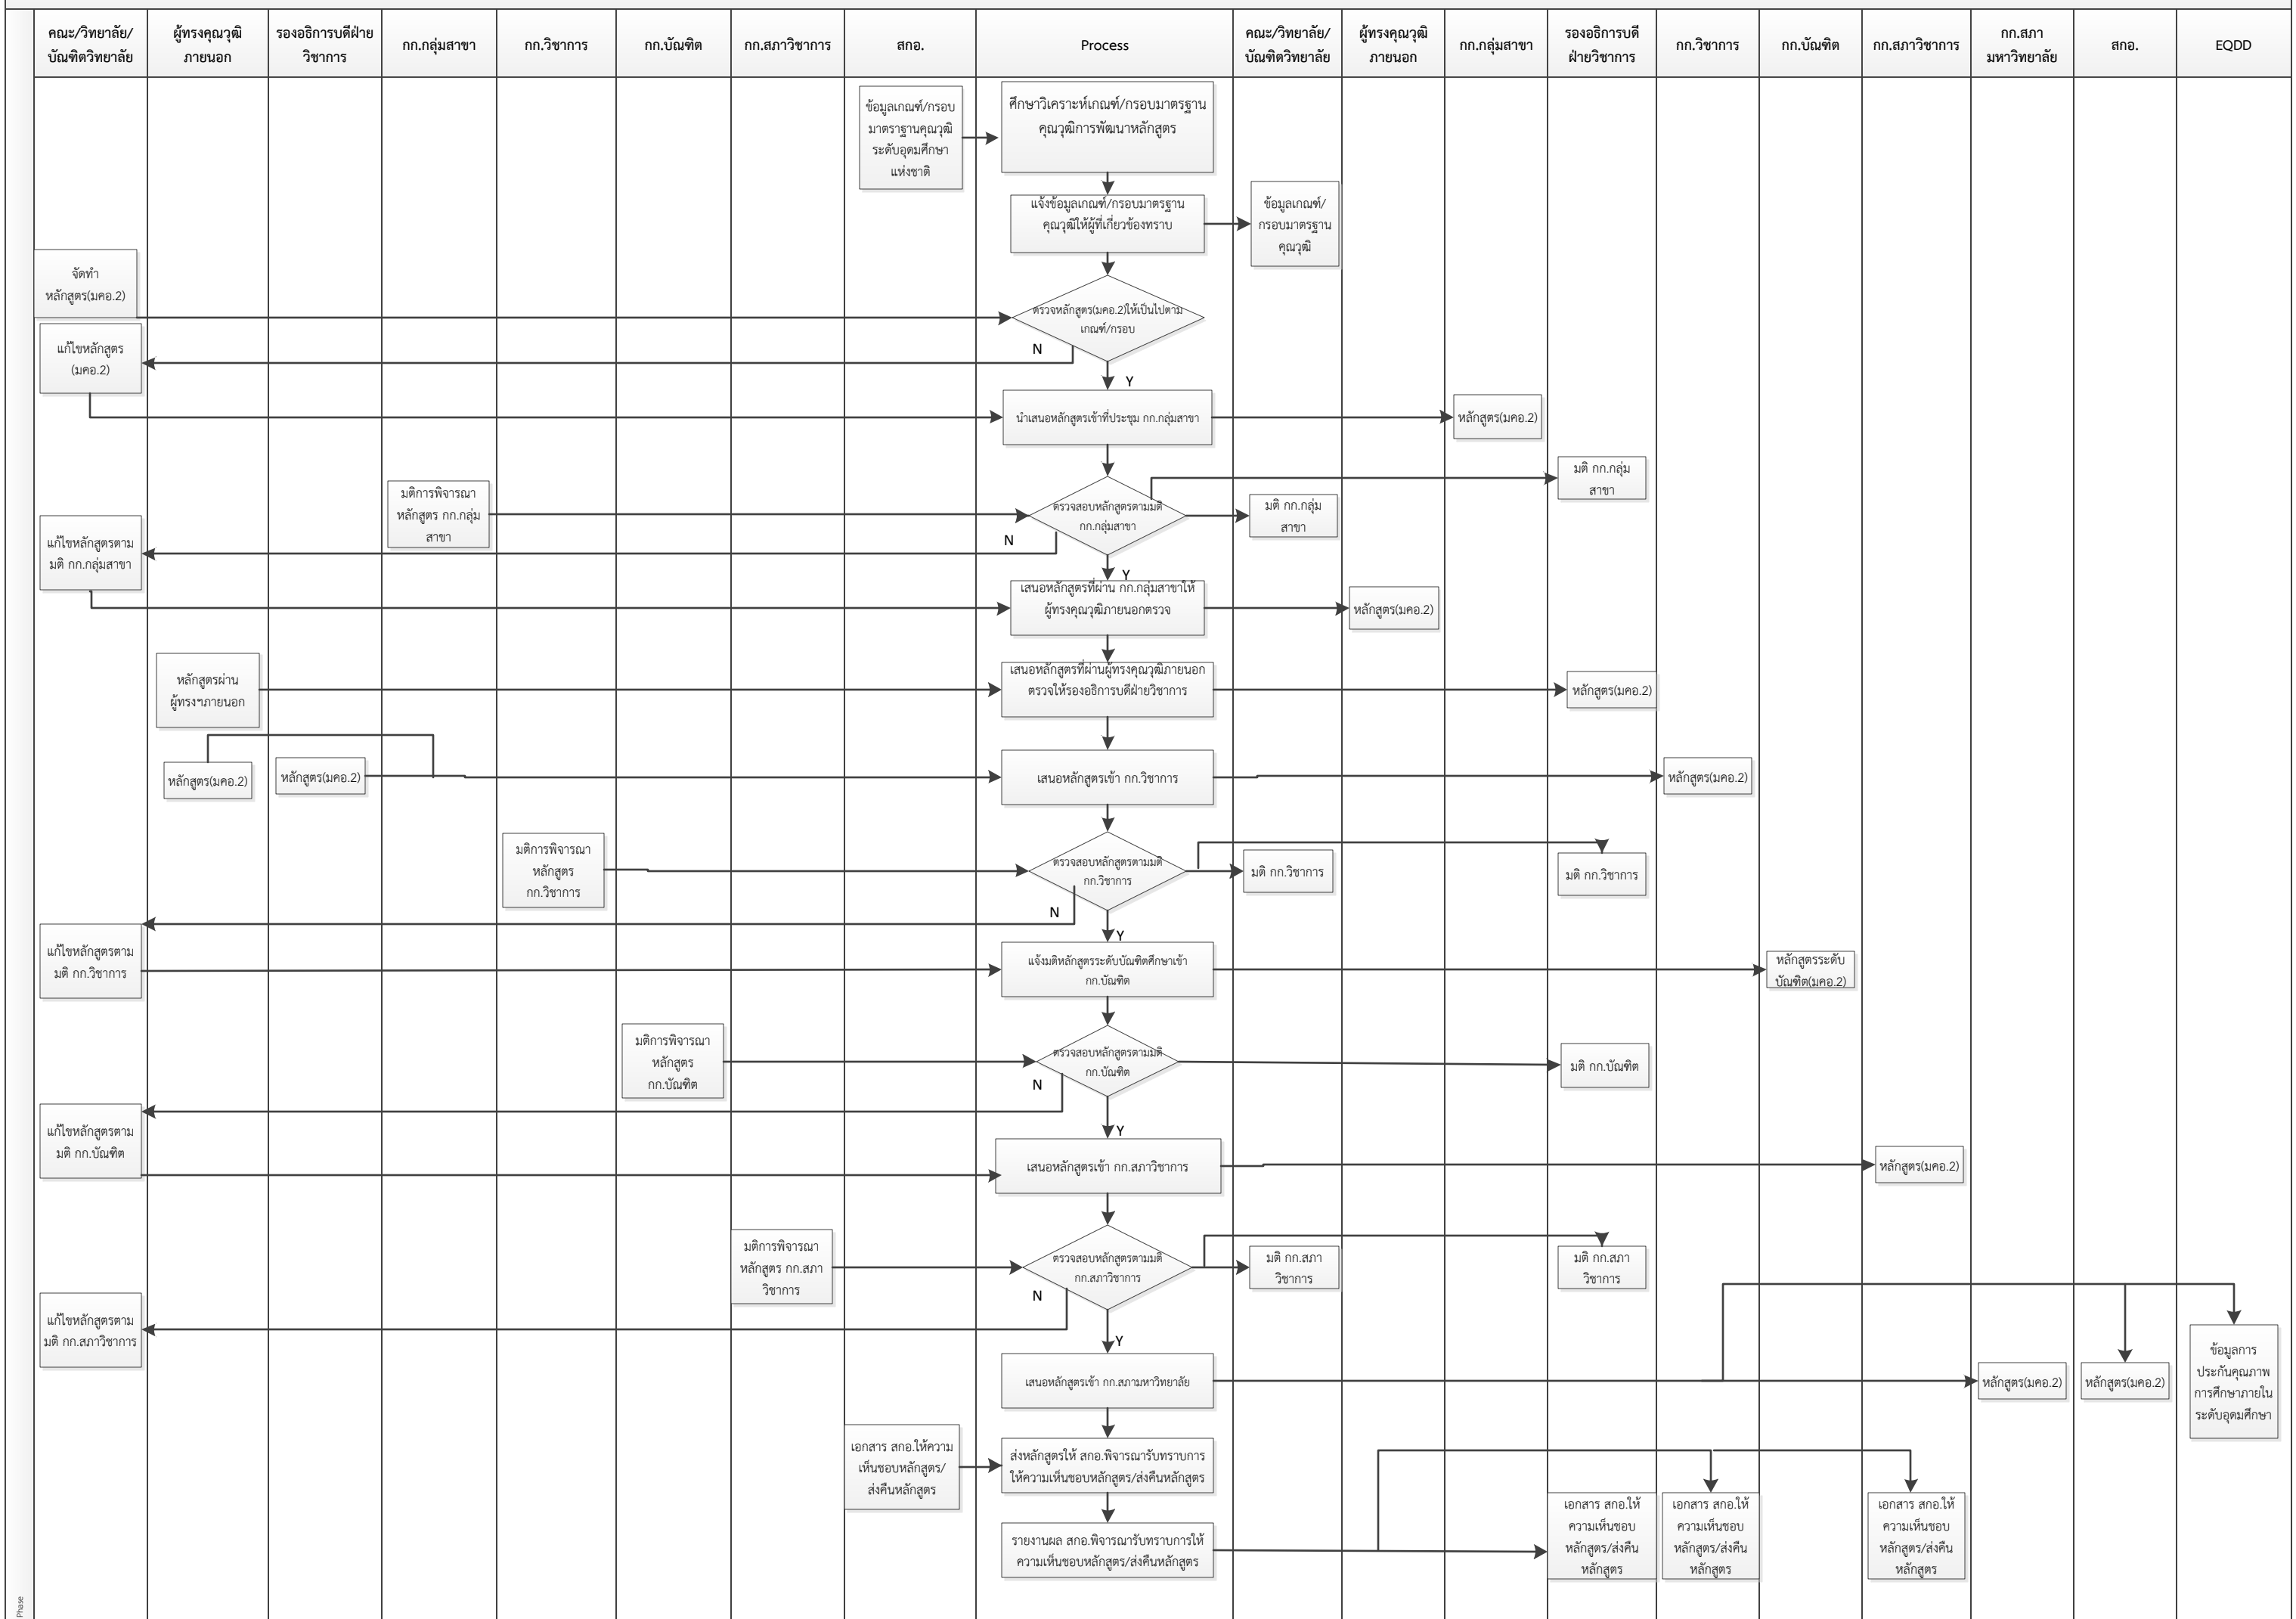 คณะ/วิทยาลัย/
บัณฑิตวิทยาลัย
ผู้ทรงคุณวุฒิ
ภายนอก
รองอธิการบดีฝ่าย
วิชาการ
กก.กลุ่มสาขา
กก.วิชาการ
กก.บัณฑิต
กก.สภาวิชาการ
สกอ.
Process
คณะ/วิทยาลัย/
บัณฑิตวิทยาลัย
ผู้ทรงคุณวุฒิ
ภายนอก
กก.กลุ่มสาขา
รองอธิการบดี
ฝ่ายวิชาการ
กก.วิชาการ
กก.บัณฑิต
กก.สภาวิชาการ
กก.สภา
มหาวิทยาลัย
สกอ.
EQDD
ข้อมูลเกณฑ์/กรอบ
มาตราฐานคุณวุฒิ
ระดับอุดมศึกษา
แห่งชาติ
ศึกษาวิเคราะห์เกณฑ์/กรอบมาตรฐาน
คุณวุฒิการพัฒนาหลักสูตร
แจ้งข้อมูลเกณฑ์/กรอบมาตรฐาน
คุณวุฒิให้ผู้ที่เกี่ยวข้องทราบ
ข้อมูลเกณฑ์/
กรอบมาตรฐาน
คุณวุฒิ
จัดทำ
หลักสูตร(มคอ.2)
ตรวจหลักสูตร(มคอ.2)ให้เป็นไปตาม
เกณฑ์/กรอบ
N
Y
แก้ไขหลักสูตร
(มคอ.2)
นำเสนอหลักสูตรเข้าที่ประชุม กก.กลุ่มสาขา
หลักสูตร(มคอ.2)
มติ กก.กลุ่ม
สาขา
มติการพิจารณา
หลักสูตร กก.กลุ่ม
สาขา
ตรวจสอบหลักสูตรตามมติ
กก.กลุ่มสาขา
มติ กก.กลุ่ม
สาขา
N
Y
แก้ไขหลักสูตรตาม
มติ กก.กลุ่มสาขา
เสนอหลักสูตรที่ผ่าน กก.กลุ่มสาขาให้
ผู้ทรงคุณวุฒิภายนอกตรวจ
หลักสูตร(มคอ.2)
หลักสูตรผ่าน
ผู้ทรงฯภายนอก
เสนอหลักสูตรที่ผ่านผู้ทรงคุณวุฒิภายนอก
ตรวจให้รองอธิการบดีฝ่ายวิชาการ
หลักสูตร(มคอ.2)
หลักสูตร(มคอ.2)
หลักสูตร(มคอ.2)
เสนอหลักสูตรเข้า กก.วิชาการ
หลักสูตร(มคอ.2)
มติการพิจารณา
หลักสูตร
กก.วิชาการ
ตรวจสอบหลักสูตรตามมติ
กก.วิชาการ
มติ กก.วิชาการ
มติ กก.วิชาการ
N
Y
แก้ไขหลักสูตรตาม
มติ กก.วิชาการ
แจ้งมติหลักสูตรระดับบัณฑิตศึกษาเข้า
กก.บัณฑิต
หลักสูตรระดับ
บัณฑิต(มคอ.2)
มติการพิจารณา
หลักสูตร
กก.บัณฑิต
ตรวจสอบหลักสูตรตามมติ
กก.บัณฑิต
มติ กก.บัณฑิต
N
Y
แก้ไขหลักสูตรตาม
มติ กก.บัณฑิต
เสนอหลักสูตรเข้า กก.สภาวิชาการ
หลักสูตร(มคอ.2)
มติการพิจารณา
หลักสูตร กก.สภา
วิชาการ
ตรวจสอบหลักสูตรตามมติ
กก.สภาวิชาการ
มติ กก.สภา
วิชาการ
มติ กก.สภา
วิชาการ
N
Y
แก้ไขหลักสูตรตาม
มติ กก.สภาวิชาการ
เสนอหลักสูตรเข้า กก.สภามหาวิทยาลัย
หลักสูตร(มคอ.2)
หลักสูตร(มคอ.2)
ข้อมูลการ
ประกันคุณภาพ
การศึกษาภายใน
ระดับอุดมศึกษา
เอกสาร สกอ.ให้ความ
เห็นชอบหลักสูตร/
ส่งคืนหลักสูตร
ส่งหลักสูตรให้ สกอ.พิจารณารับทราบการ
ให้ความเห็นชอบหลักสูตร/ส่งคืนหลักสูตร
รายงานผล สกอ.พิจารณารับทราบการให้
ความเห็นชอบหลักสูตร/ส่งคืนหลักสูตร
เอกสาร สกอ.ให้
ความเห็นชอบ
หลักสูตร/ส่งคืน
หลักสูตร
เอกสาร สกอ.ให้
ความเห็นชอบ
หลักสูตร/ส่งคืน
หลักสูตร
เอกสาร สกอ.ให้
ความเห็นชอบ
หลักสูตร/ส่งคืน
หลักสูตร
Phase